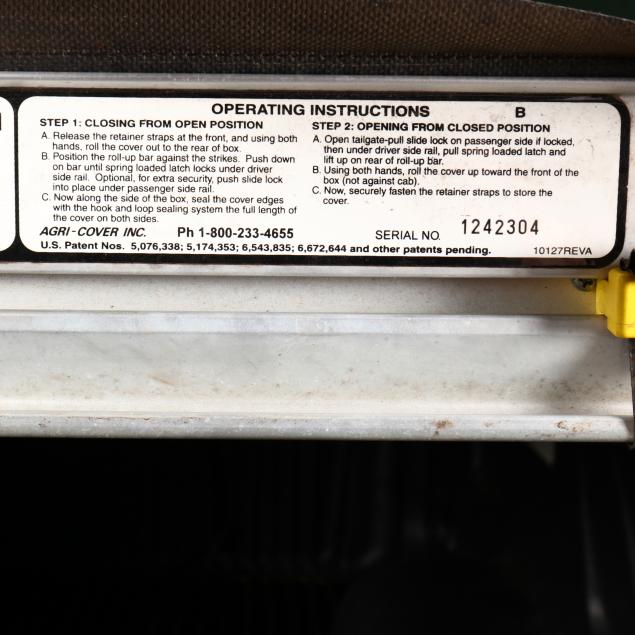 OPERATING INSTRUCTIONS B
STEP 1: CLOSING FROM OPEN POSITION
A. Release the retainer straps at the front, and using both
hands, roll the cover out to the rear of box.
B. Position the roll-up bar against the strikes. Push down
on bar until spring loaded latch locks under driver
side rail. Optional, for extra security, push slide lock
into place under passenger side rail.
C. Now along the side of the box, seal the cover edges
with the hook and loop sealing system the full length of
the cover on both sides.
STEP 2: OPENING FROM CLOSED POSITION
A. Open tailgate-pull slide lock on passenger side if locked,
then under driver side rail, pull spring loaded latch and
lift up on rear of roll-up bar.
B. Using both hands, roll the cover up toward the front of the
box (not against cab).
C. Now, securely fasten the retainer straps to store the
cover.
AGRI-COVER INC. Ph 1-800-233-4655 SERIAL NO. 1242304
U.S. Patent Nos. 5,076,338; 5,174,353; 6,543,835; 6,672,644 and other patents pending. 10127REVA